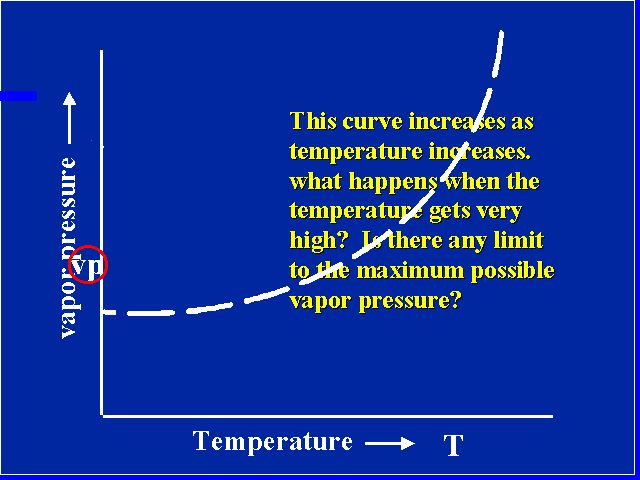 This curve increases as
temperature increases.
what happens when the
temperature gets very
high? Is there any limit
to the maximum possible
vapor pressure?
vapor pressure
vp
Temperature
T